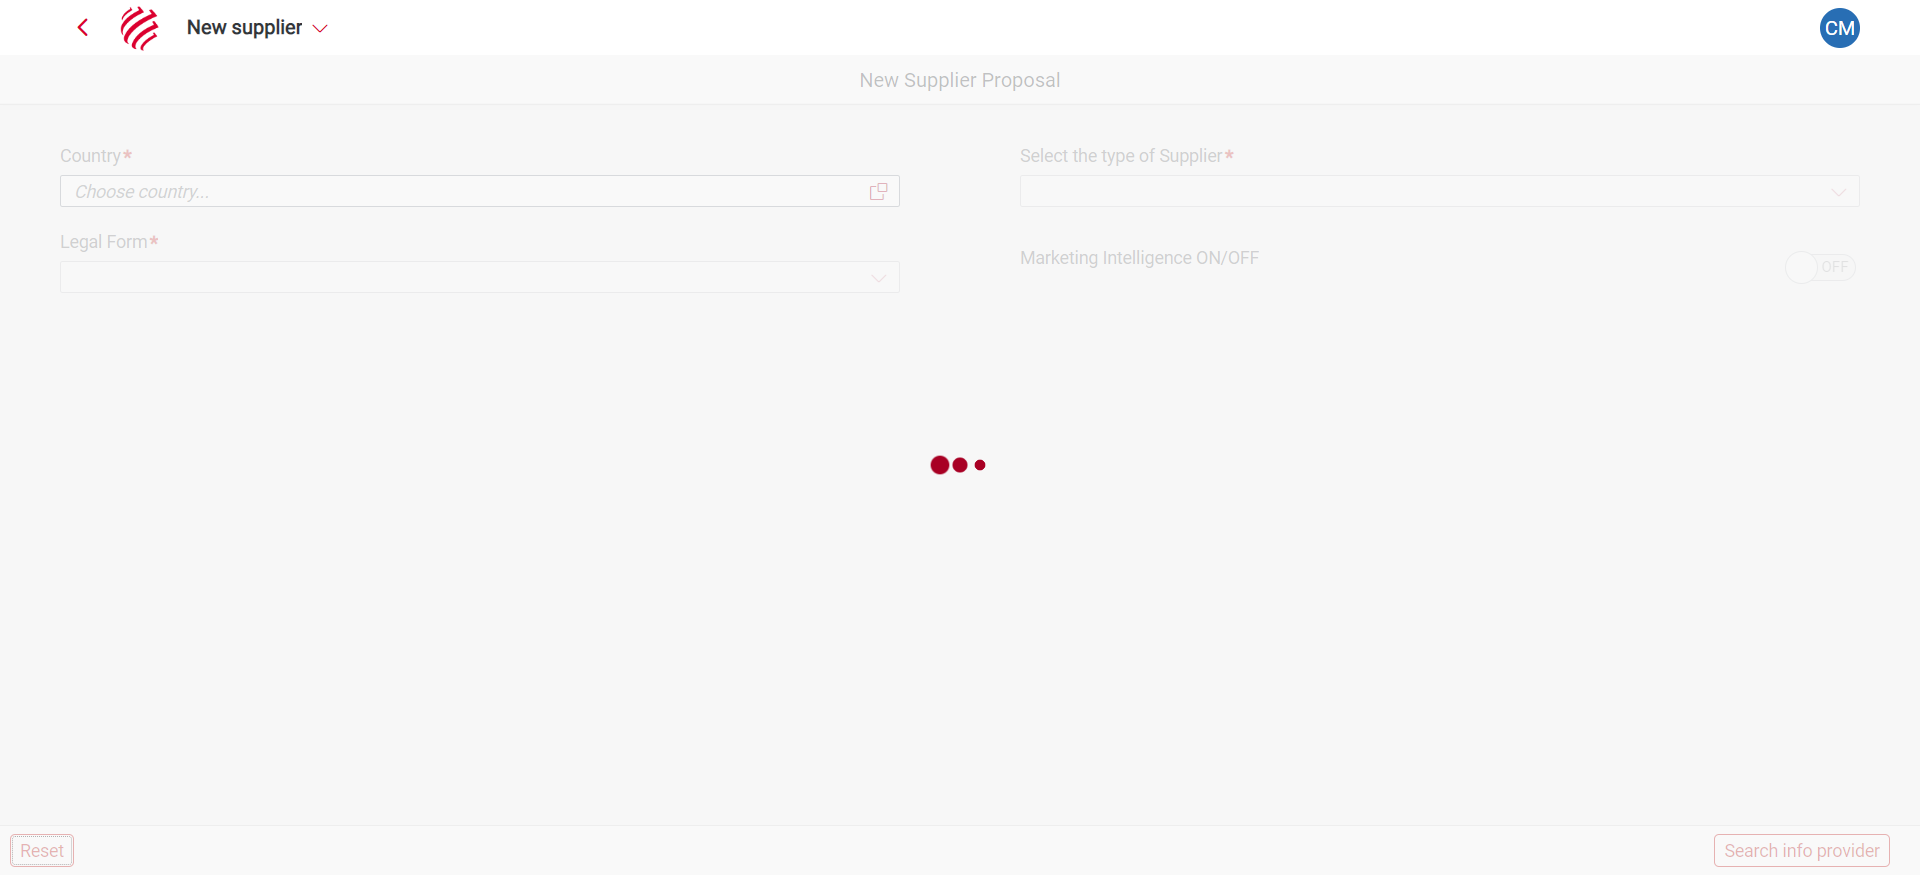 New supplier
CM
New Supplier Proposal
Country*
Choose country...
Select the type of Supplier*
Legal Form*
Marketing Intelligence ON/OFF
OFF
Reset
Search info provider